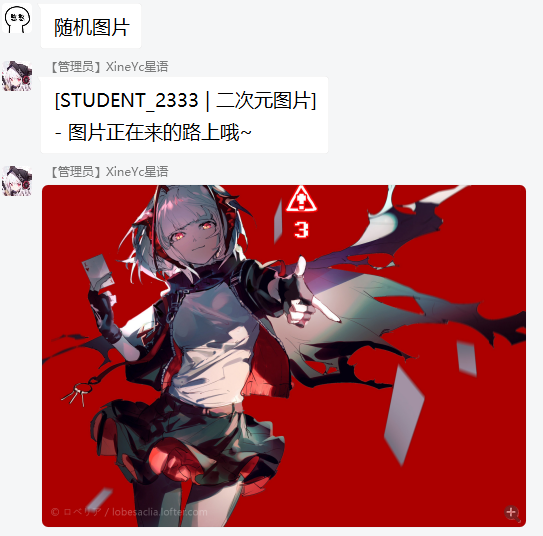 随机图片
【管理员】XineYc星语
[STUDENT_2333 | 二次元图片]
- 图片正在来的路上哦~
【管理员】XineYc星语
3
© ロベリヂ / lobesaclia.lofter.com